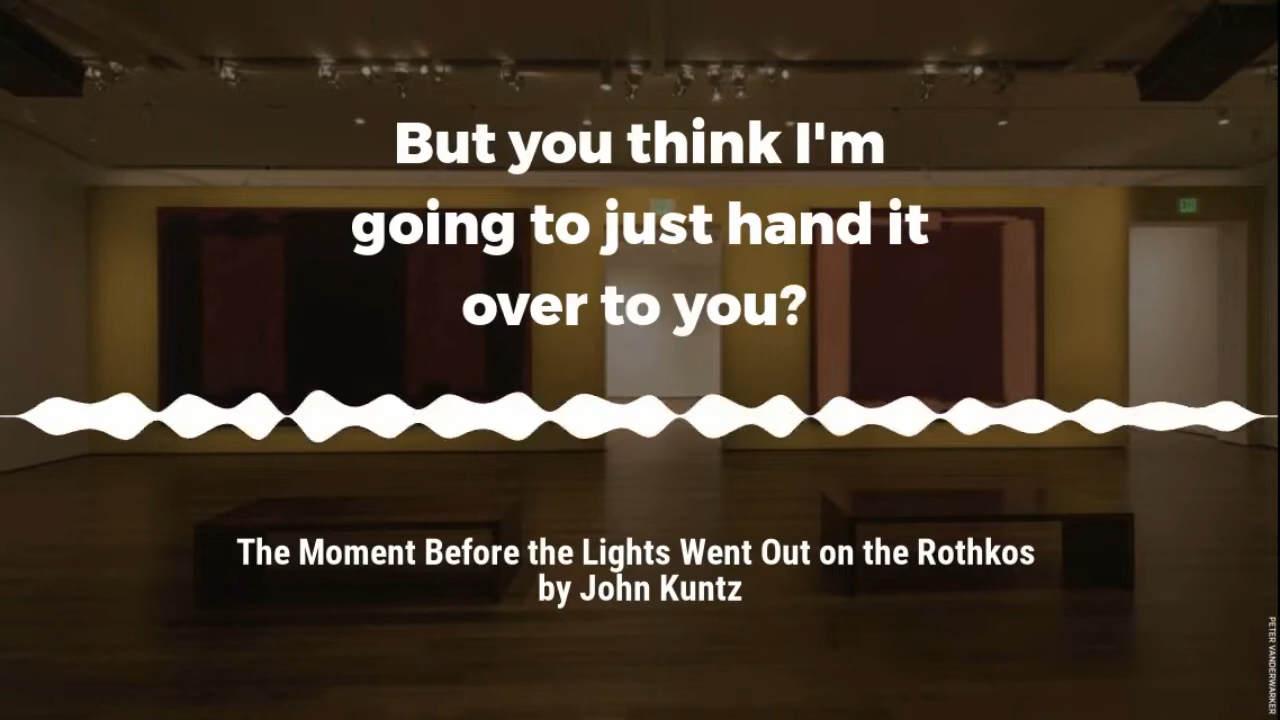 But you think I'm
going to just hand it
over to you?
The Moment Before the Lights Went Out on the Rothkos
by John Kuntz
PETER VANDERWARKER